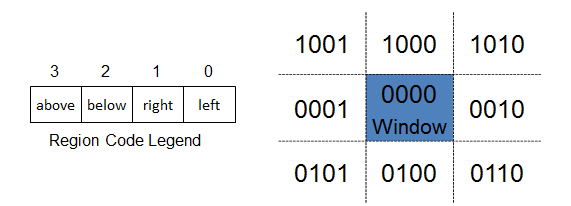 3 2 1 0
above below right left
Region Code Legend
1001 1000 1010
0001 0000 0010
Window
0101 0100 0110